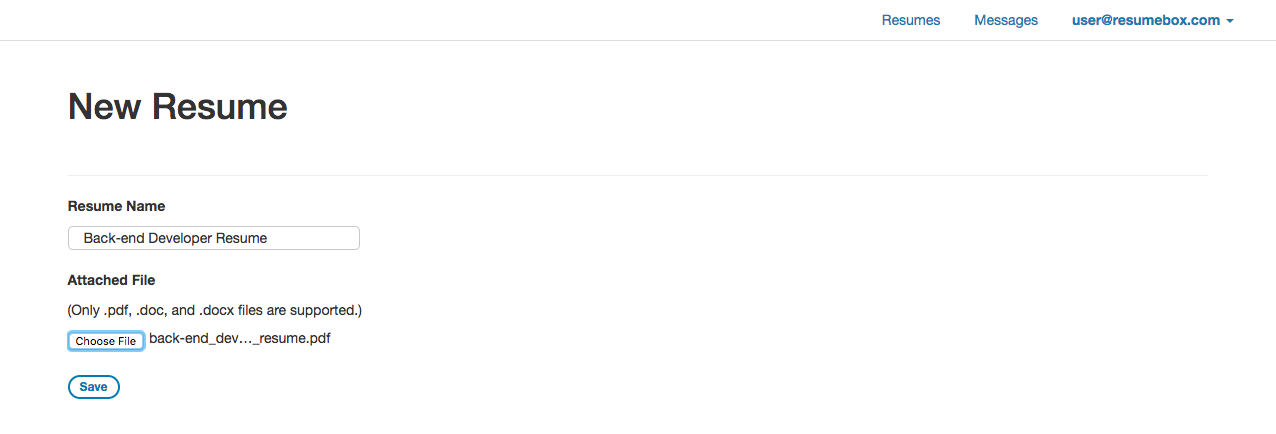 Resumes Messages user@resumebox.com
New Resume
Resume Name
Back-end Developer Resume
Attached File
(Only .pdf, .doc, and .docx files are supported.)
Choose File back-end_dev…_resume.pdf
Save